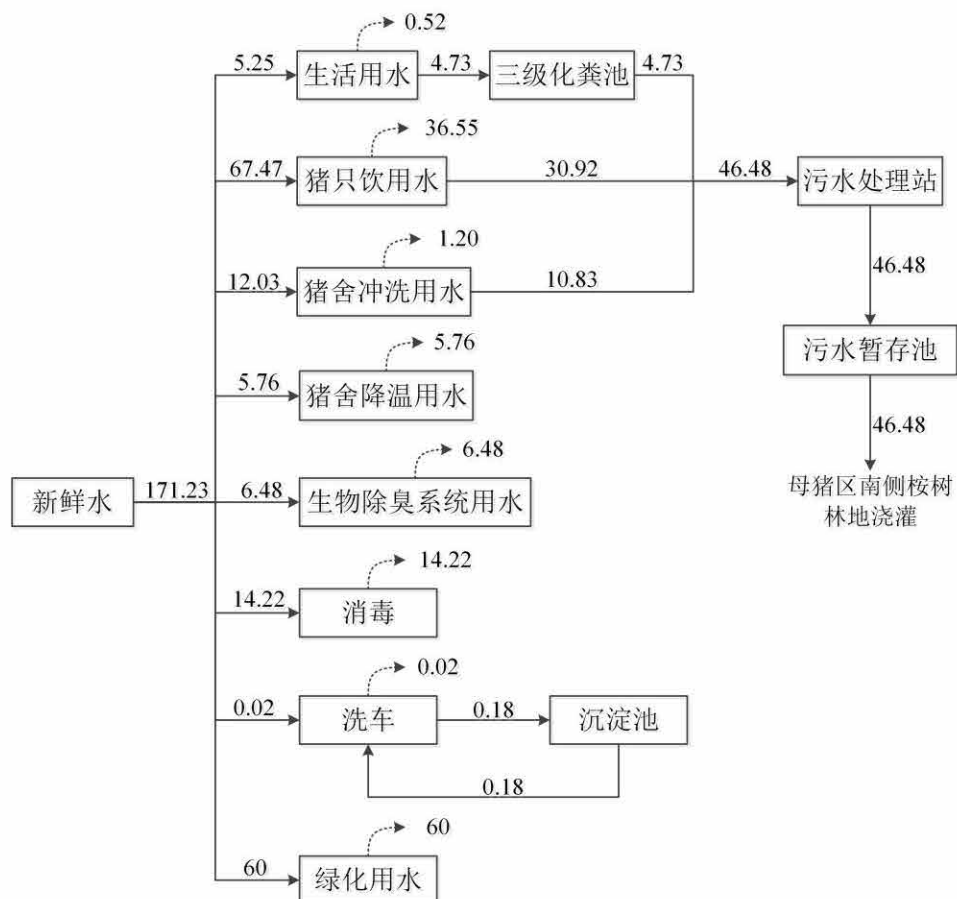 0.52
5.25
生活用水
4.73
三级化粪池
4.73
36.55
67.47
猪只饮用水
30.92
46.48
污水处理站
1.20
12.03
猪舍冲洗用水
10.83
46.48
5.76
污水暂存池
5.76
猪舍降温用水
46.48
6.48
母猪区南侧桉树
林地浇灌
新鲜水
171.23
6.48
生物除臭系统用水
14.22
14.22
消毒
0.02
0.02
洗车
0.18
沉淀池
0.18
60
60
绿化用水